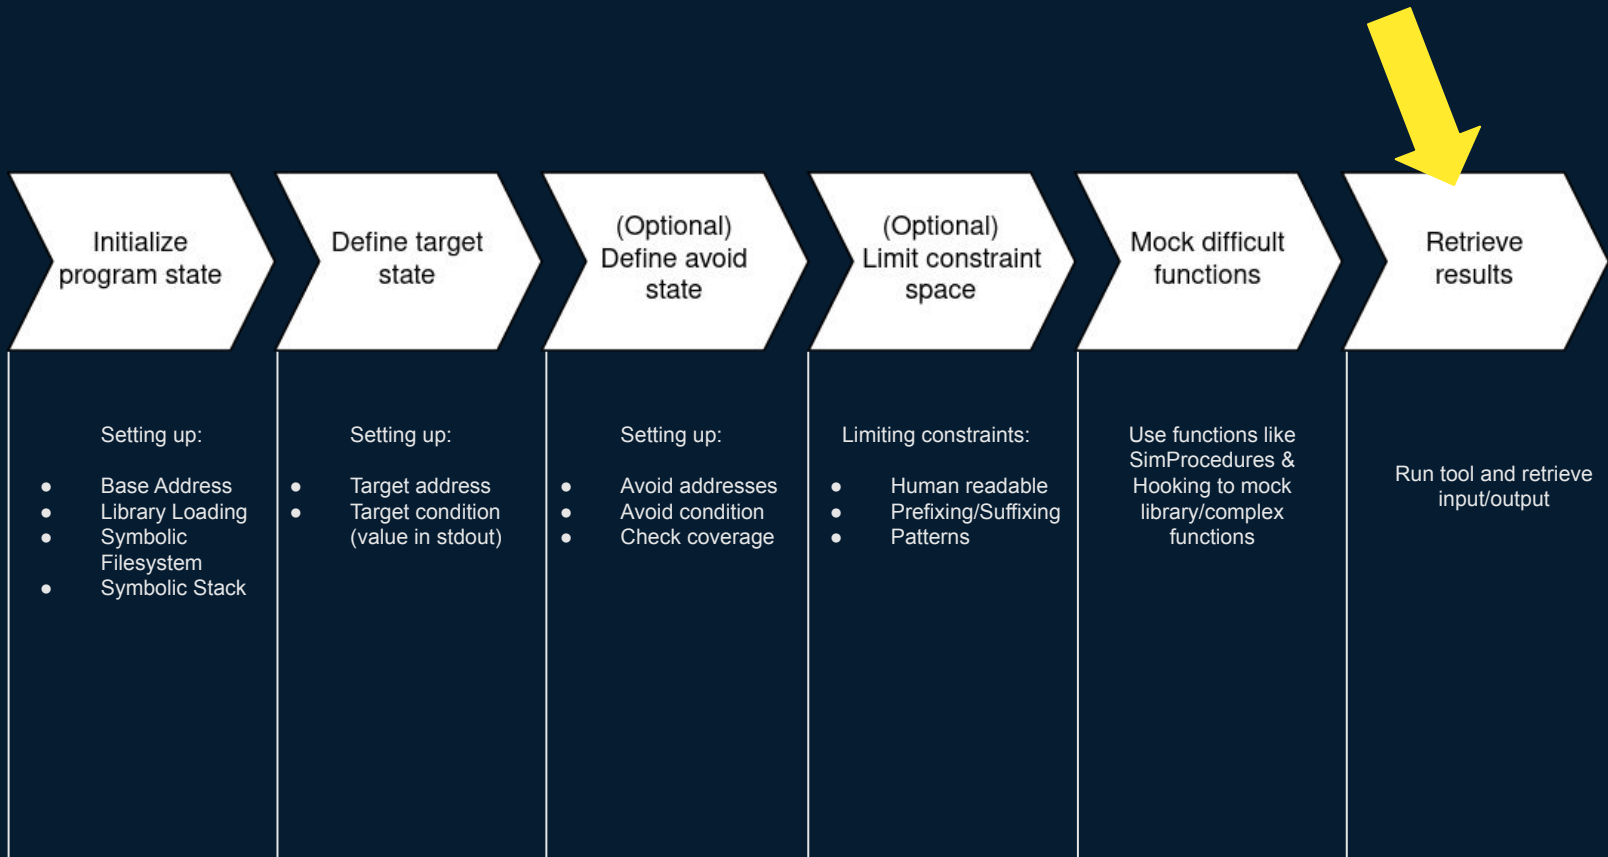 Initialize
program state
Define target
state
(Optional)
Define avoid
state
(Optional)
Limit constraint
space
Mock difficult
functions
Retrieve
results
Setting up:
● Base Address
● Library Loading
● Symbolic
Filesystem
● Symbolic Stack
Setting up:
● Target address
● Target condition
(value in stdout)
Setting up:
● Avoid addresses
● Avoid condition
● Check coverage
Limiting constraints:
● Human readable
● Prefixing/Suffixing
● Patterns
Use functions like
SimProcedures &
Hooking to mock
library/complex
functions
Run tool and retrieve
input/output